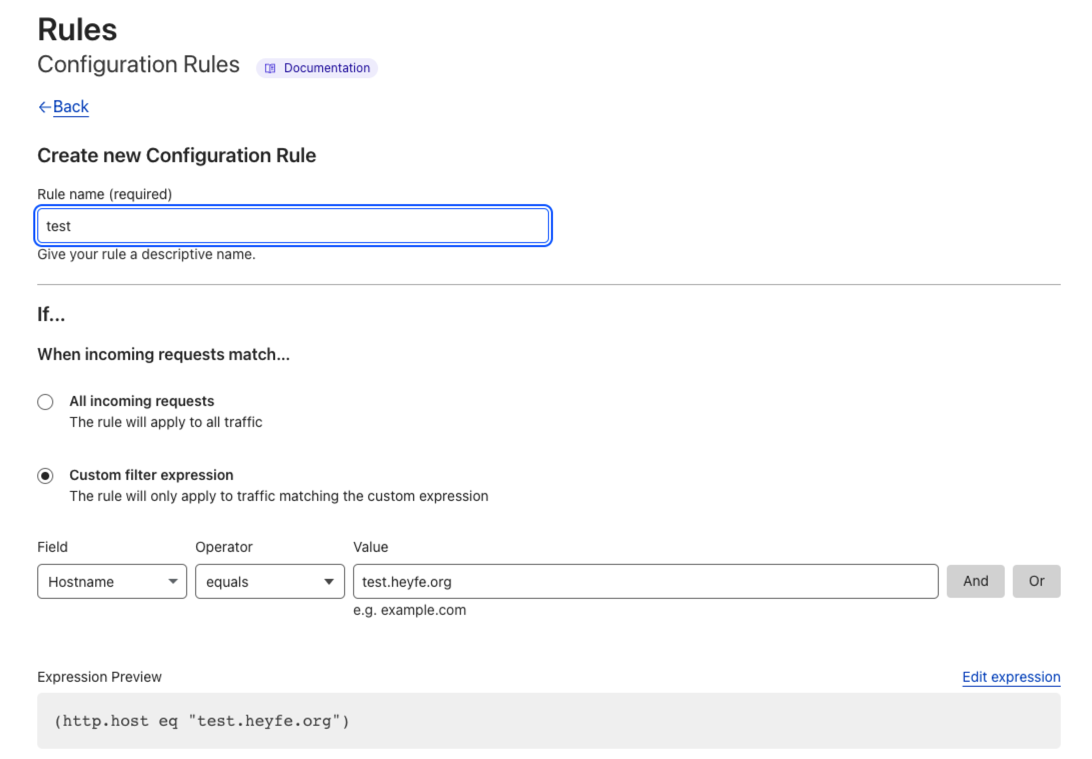 Rules
Configuration Rules Documentation
←Back
Create new Configuration Rule
Rule name (required)
test
Give your rule a descriptive name.
If...
When incoming requests match...
All incoming requests
The rule will apply to all traffic
Custom filter expression
The rule will only apply to traffic matching the custom expression
Field Operator Value
Hostname equals test.heyfe.org And Or
e.g. example.com
Expression Preview Edit expression
(http.host eq "test.heyfe.org")